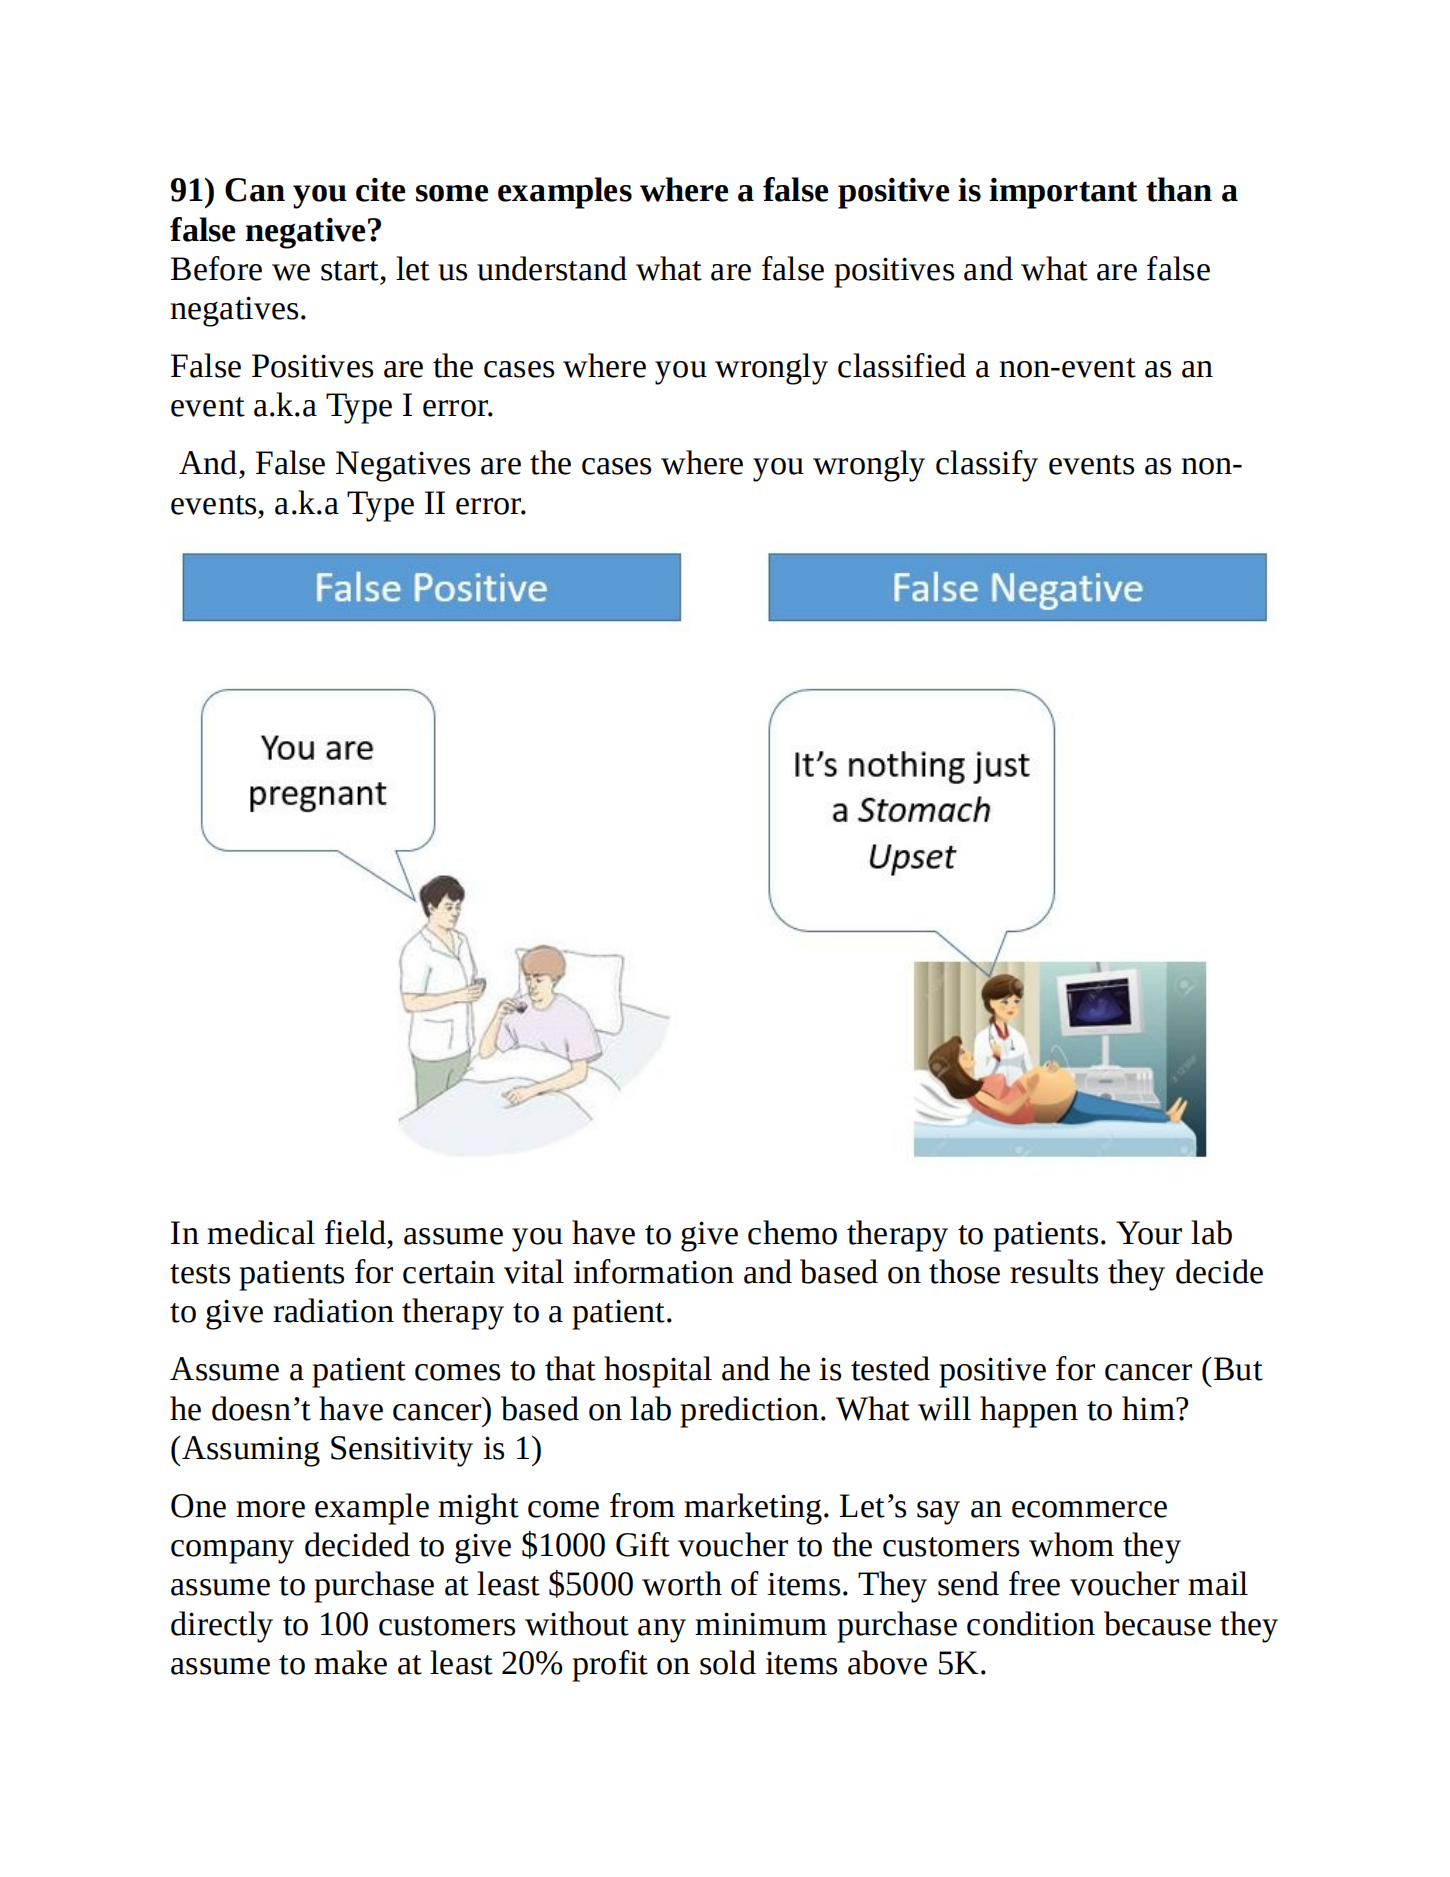 91) Can you cite some examples where a false positive is important than a
false negative?
Before we start, let us understand what are false positives and what are false
negatives.
False Positives are the cases where you wrongly classified a non-event as an
event a.k.a Type I error.
And, False Negatives are the cases where you wrongly classify events as non-
events, a.k.a Type II error.
False Positive
False Negative
You are
pregnant
It’s nothing just
a Stomach
Upset
In medical field, assume you have to give chemo therapy to patients. Your lab
tests patients for certain vital information and based on those results they decide
to give radiation therapy to a patient.
Assume a patient comes to that hospital and he is tested positive for cancer (But
he doesn’t have cancer) based on lab prediction. What will happen to him?
(Assuming Sensitivity is 1)
One more example might come from marketing. Let’s say an ecommerce
company decided to give $1000 Gift voucher to the customers whom they
assume to purchase at least $5000 worth of items. They send free voucher mail
directly to 100 customers without any minimum purchase condition because they
assume to make at least 20% profit on sold items above 5K.